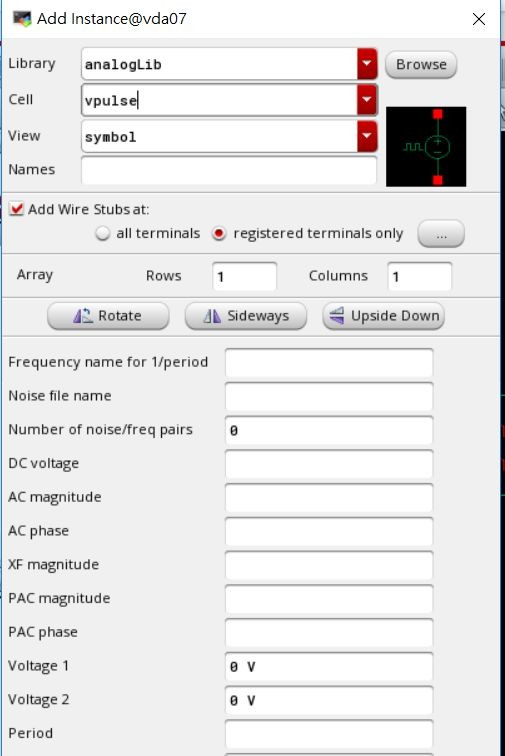 Add Instance@vda07
Library analogLib Browse
Cell vpulse
View symbol
Names
Add Wire Stubs at:
all terminals registered terminals only ...
Array Rows 1 Columns 1
Rotate Sideways Upside Down
Frequency name for 1/period
Noise file name
Number of noise/freq pairs 0
DC voltage
AC magnitude
AC phase
XF magnitude
PAC magnitude
PAC phase
Voltage 1 0 V
Voltage 2 0 V
Period